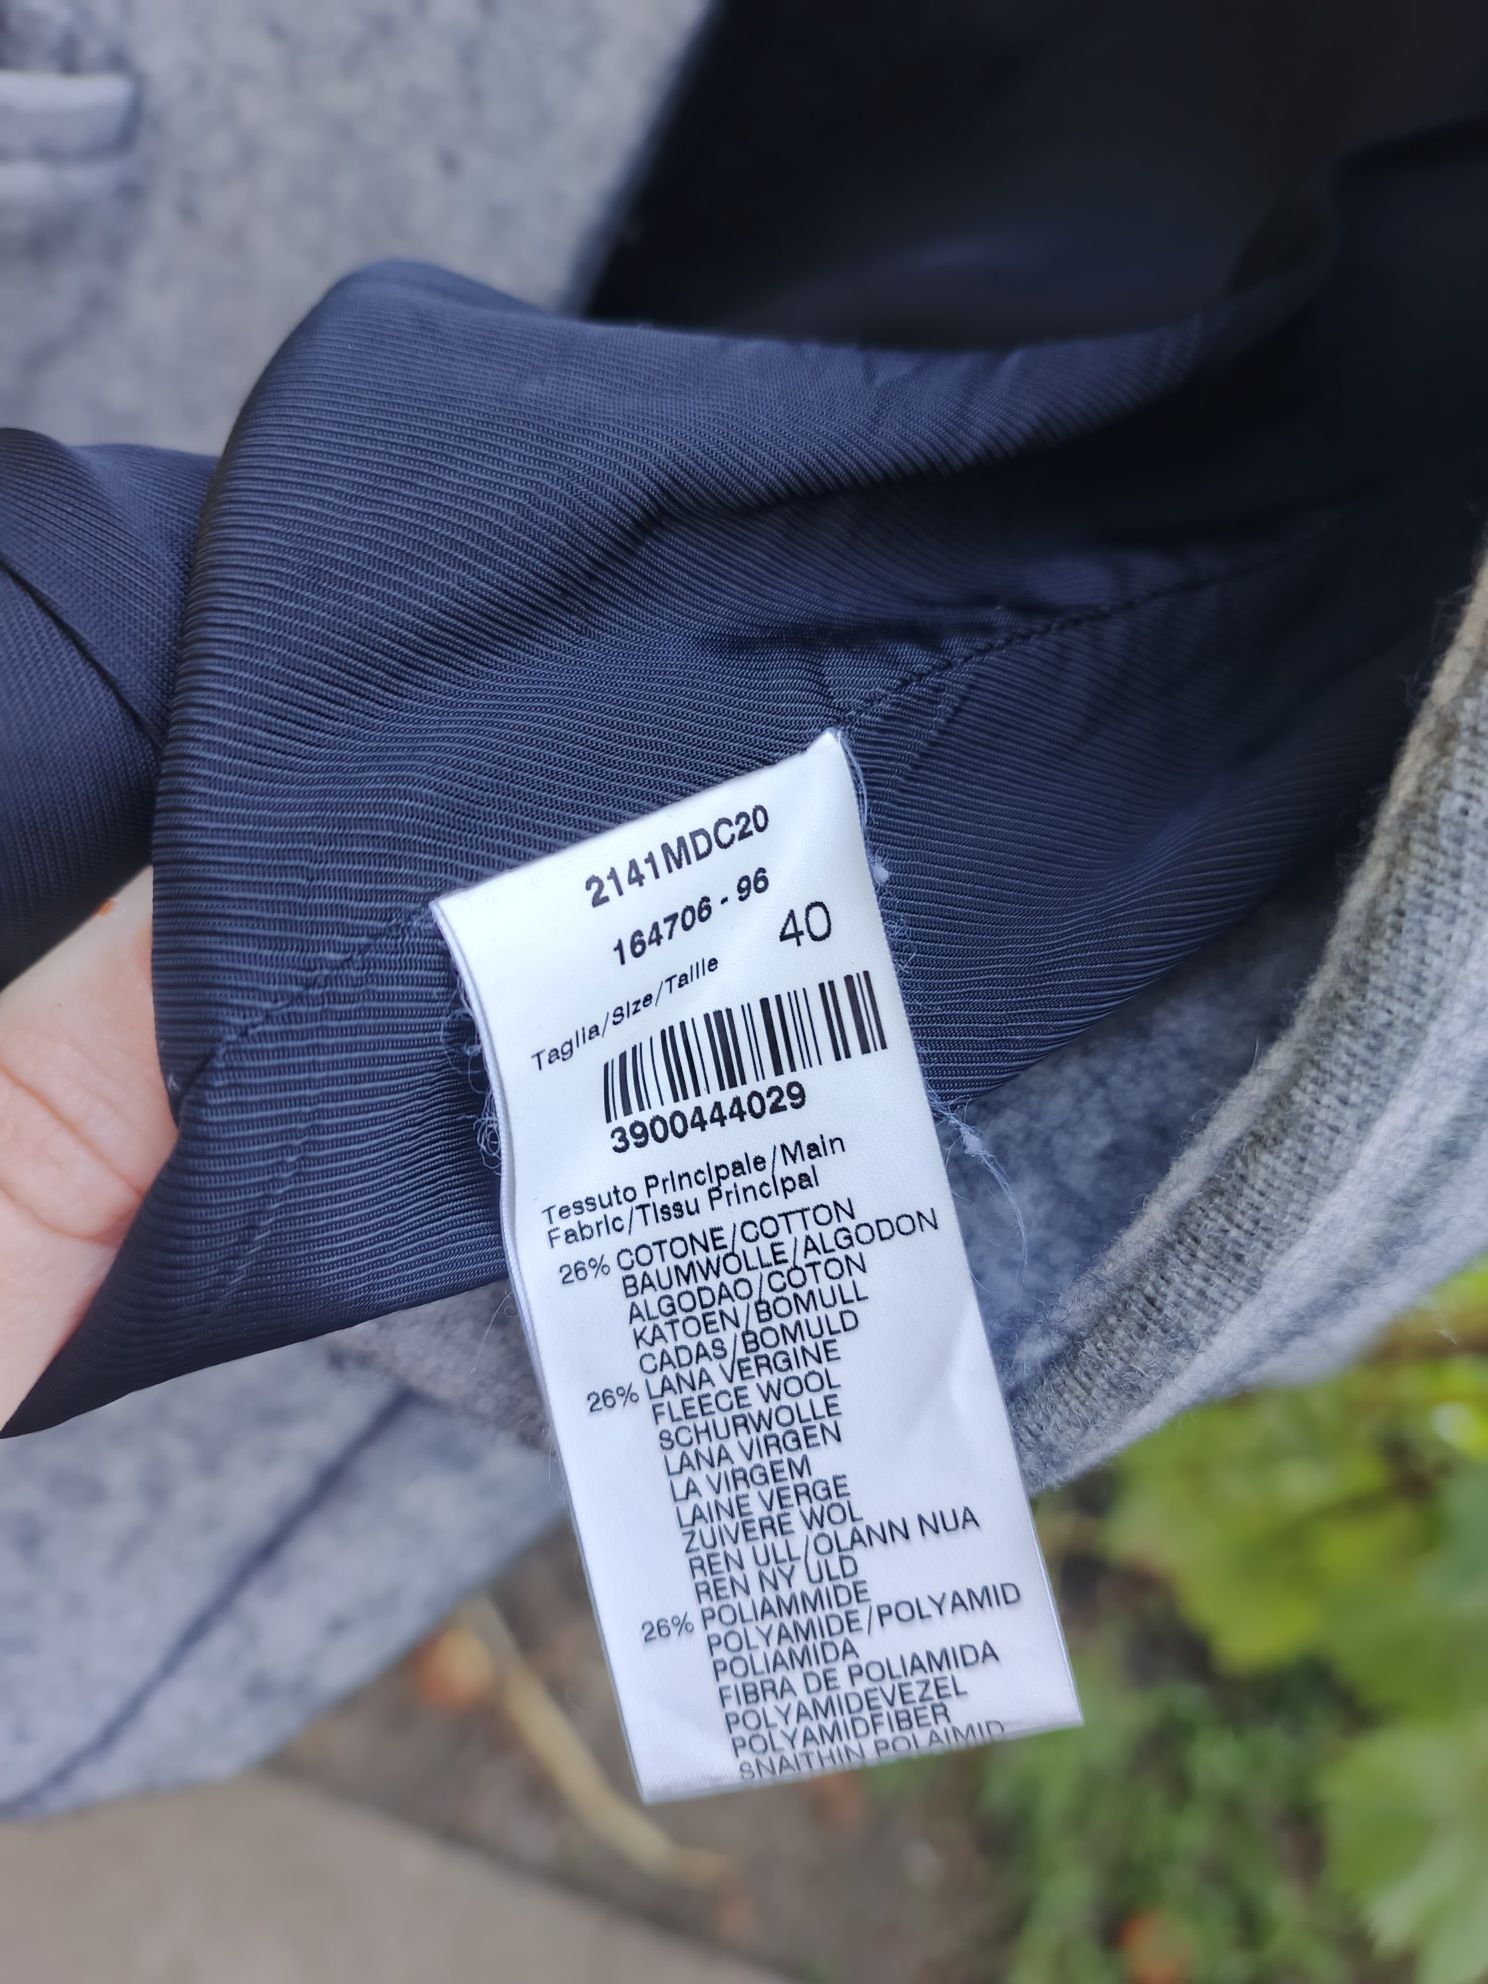 2141MDC20
164706 - 96
Taglia/Size/Taille 40
3900444029
Tessuto Principale/Main
Fabric/Tissu Principal
26% COTONE/COTTON
BAUMWOLLE/ALGODON
ALGODAO/COTON
KATOEN/BOMULL
CADAS/BOMULD
26% LANA VERGINE
FLEECE WOOL
SCHURWOLLE
LANA VIRGEN
LA VIRGEM
LAINE VERGE
ZUIVERE WOL
REN ULL/OLANN NUA
REN NY ULD
26% POLIAMMIDE
POLYAMIDE/POLYAMID
POLIAMIDA
FIBRA DE POLIAMIDA
POLYAMIDEVEZEL
POLYAMIDFIBER
SNAITHIN POLAIMID